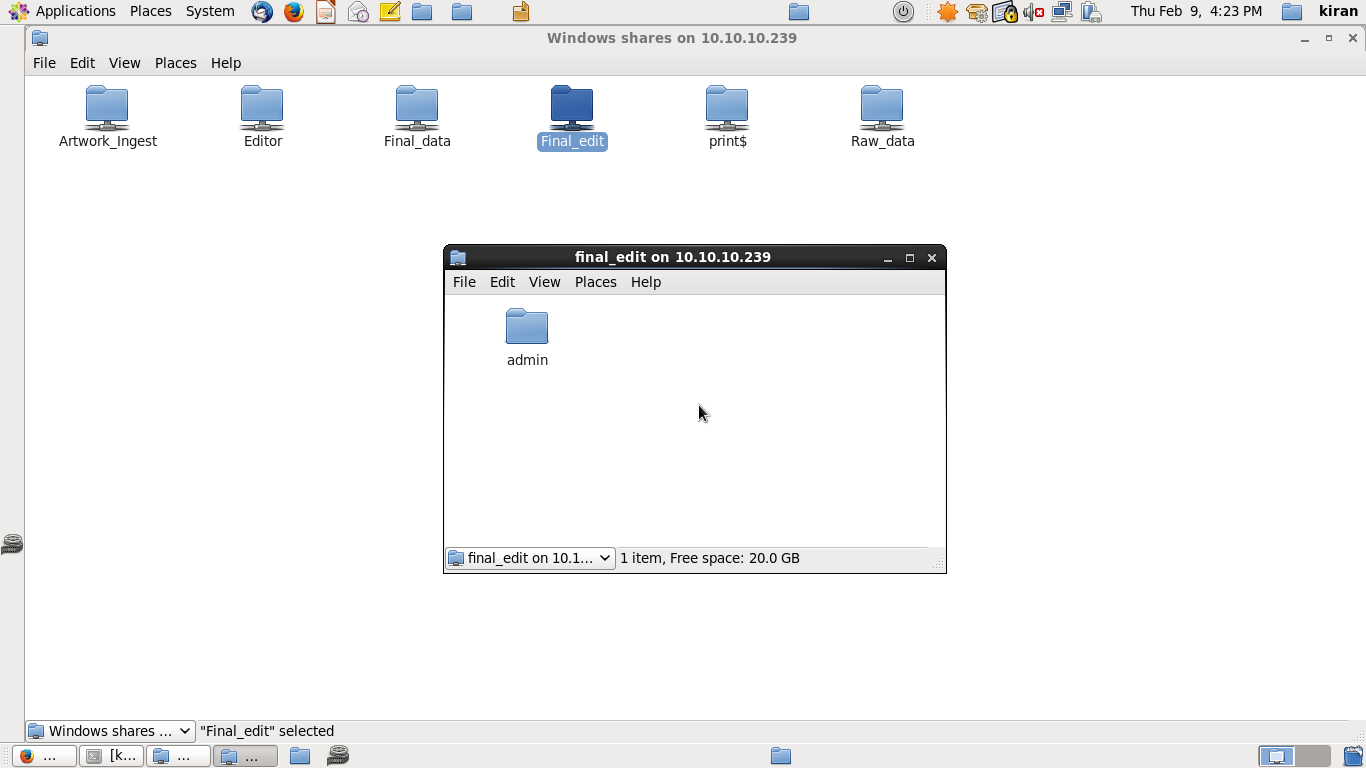 Applications Places System Thu Feb 9, 4:23 PM kiran
Windows shares on 10.10.10.239
File Edit View Places Help
Artwork_Ingest Editor Final_data Final_edit print$ Raw_data
final_edit on 10.10.10.239
File Edit View Places Help
admin
final_edit on 10.1... 1 item, Free space: 20.0 GB
Windows shares ... "Final_edit" selected
... [k... ... ...